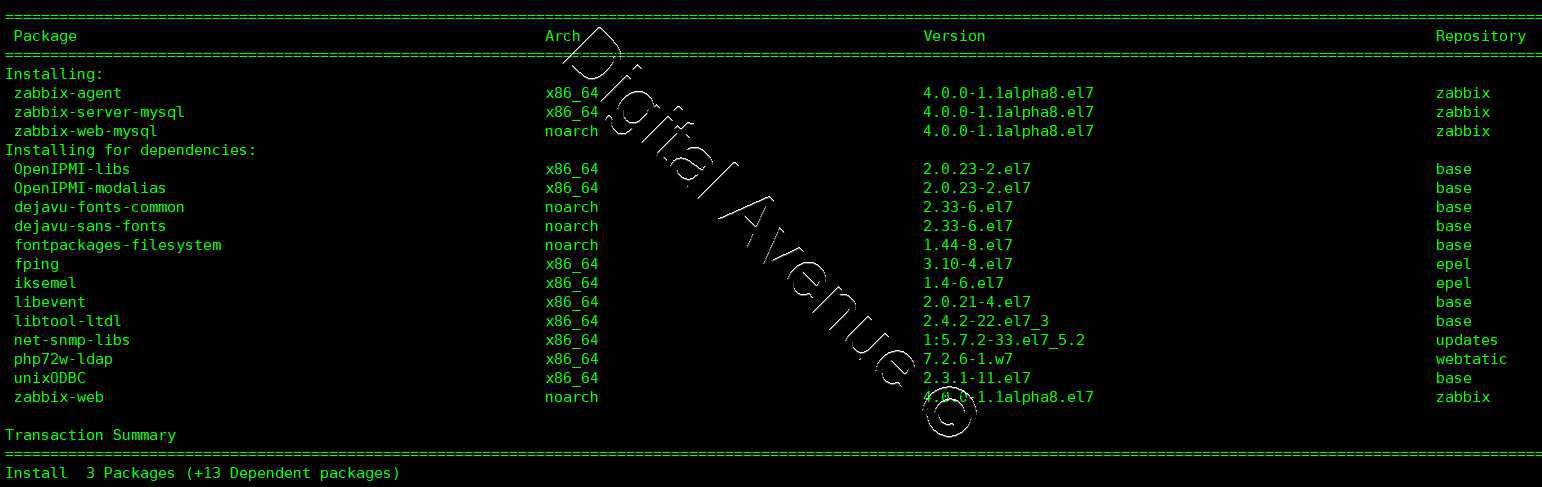 Package Arch Version Repository
Installing:
zabbix-agent x86_64 4.0.0-1.1alpha8.el7 zabbix
zabbix-server-mysql x86_64 4.0.0-1.1alpha8.el7 zabbix
zabbix-web-mysql noarch 4.0.0-1.1alpha8.el7 zabbix
Installing for dependencies:
OpenIPMI-libs x86_64 2.0.23-2.el7 base
OpenIPMI-modalias x86_64 2.0.23-2.el7 base
dejavu-fonts-common noarch 2.33-6.el7 base
dejavu-sans-fonts noarch 2.33-6.el7 base
fontpackages-filesystem noarch 1.44-8.el7 base
fping x86_64 3.10-4.el7 epel
iksemel x86_64 1.4-6.el7 epel
libevent x86_64 2.0.21-4.el7 base
libtool-ltdl x86_64 2.4.2-22.el7_3 base
net-snmp-libs x86_64 1:5.7.2-33.el7_5.2 updates
php72w-ldap x86_64 7.2.6-1.w7 webtatic
unixODBC x86_64 2.3.1-11.el7 base
zabbix-web noarch 4.0.0-1.1alpha8.el7 zabbix
Transaction Summary
Install 3 Packages (+13 Dependent packages)
Digital Avenue ©